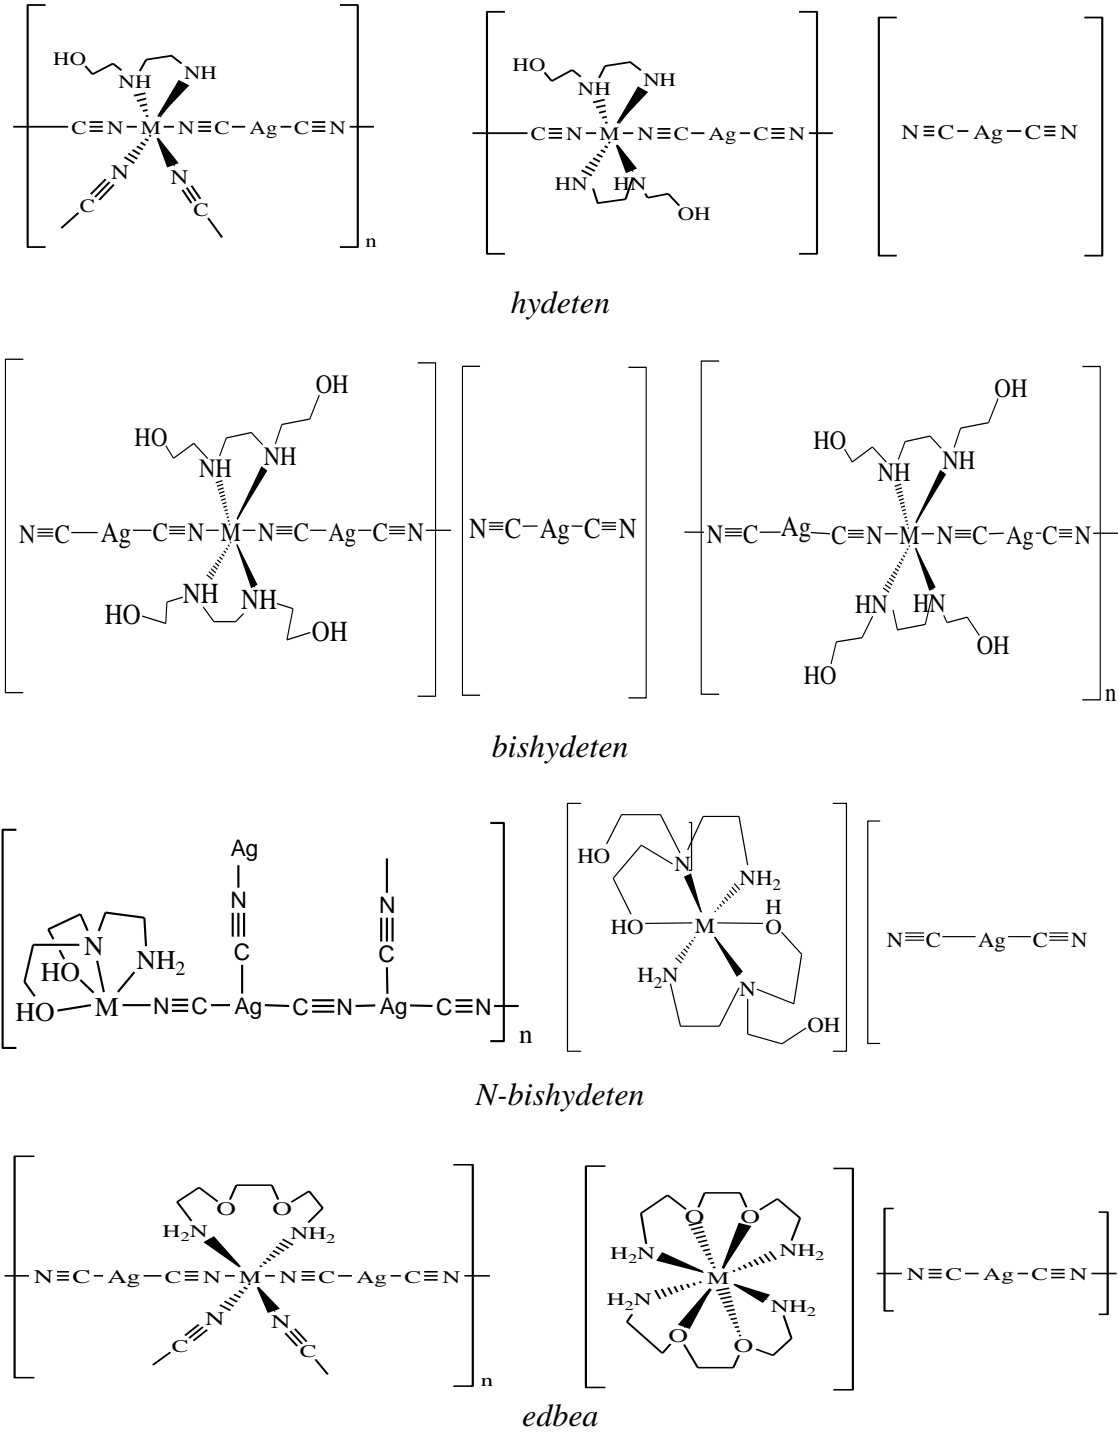 HO
NH
NH
C≡N M N≡C Ag C≡N
N
C
N
C
n
HO
NH
NH
C≡N M N≡C Ag C≡N
HN
HN
OH
N≡C Ag C≡N
hydeten
OH
HO
NH
NH
N≡C Ag C≡N M N≡C Ag C≡N
NH
NH
HO
OH
N≡C Ag C≡N
OH
HO
NH
NH
N≡C Ag C≡N M N≡C Ag C≡N
HN
HN
OH
HO
n
bishydeten
Ag
N
C
N
C
N
HO
NH2
HO M N≡C Ag C≡N Ag C≡N
n
HO
N
NH2
HO M
H
O
H2N
N
OH
N≡C Ag C≡N
N-bishydeten
O O
H2N
NH2
N≡C Ag C≡N M N≡C Ag C≡N
N
C
N
C
n
O O
H2N
NH2
M
H2N
NH2
O
O
N≡C Ag C≡N
edbea